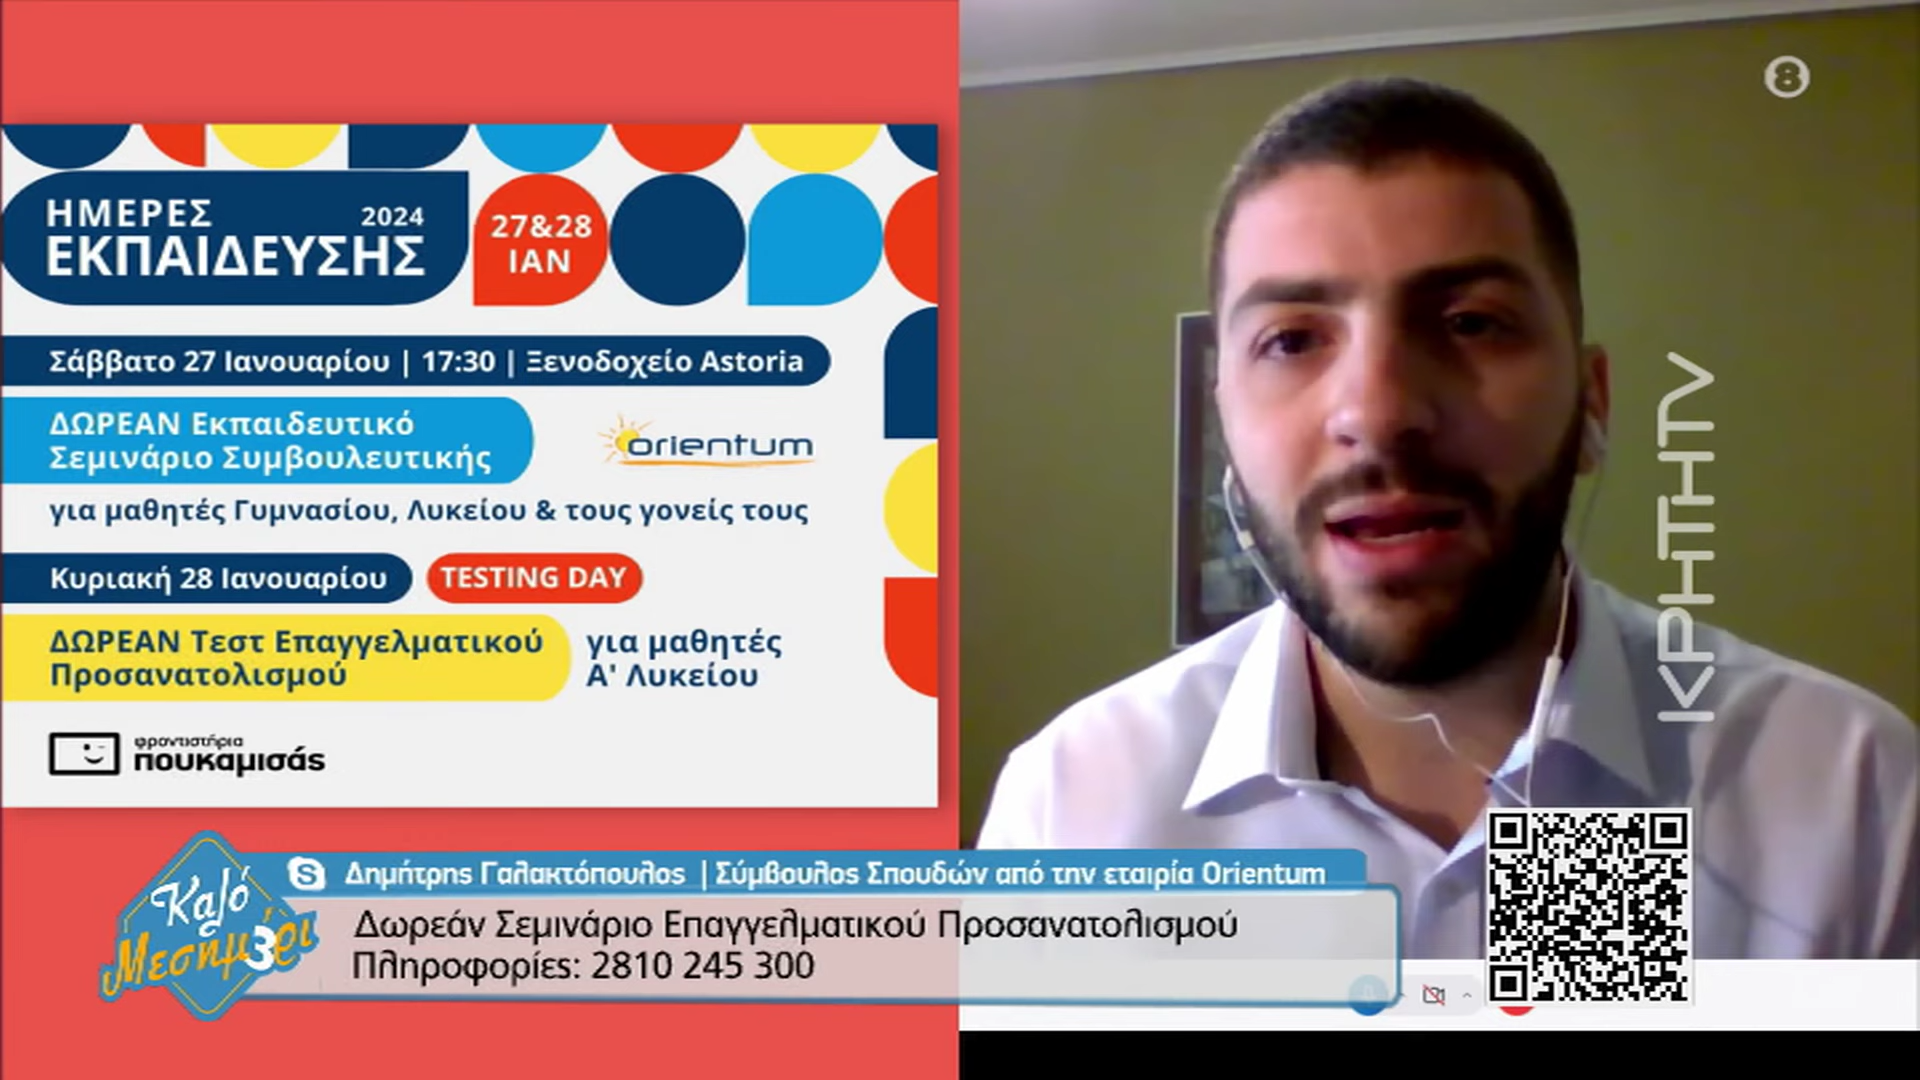 ΗΜΕΡΕΣ 2024
ΕΚΠΑΙΔΕΥΣΗΣ
27&28
ΙΑΝ
Σάββατο 27 Ιανουαρίου | 17:30 | Ξενοδοχείο Astoria
ΔΩΡΕΑΝ Εκπαιδευτικό
Σεμινάριο Συμβουλευτικής
orientum
για μαθητές Γυμνασίου, Λυκείου & τους γονείς τους
Κυριακή 28 Ιανουαρίου TESTING DAY
ΔΩΡΕΑΝ Τεστ Επαγγελματικού
Προσανατολισμού
για μαθητές
Α' Λυκείου
φροντιστήρια
πουκαμισάς
8
ΚΡΗΤΗTV
Καλό
Μεσημ3ρι
Δημήτρης Γαλακτόπουλος | Σύμβουλος Σπουδών από την εταιρία Orientum
Δωρεάν Σεμινάριο Επαγγελματικού Προσανατολισμού
Πληροφορίες: 2810 245 300